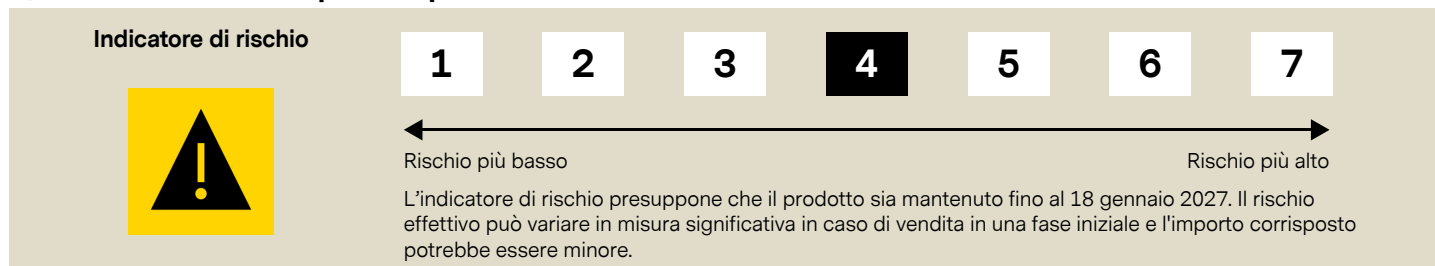 Indicatore di rischio
1 2 3 4 5 6 7
Rischio più basso Rischio più alto
L'indicatore di rischio presuppone che il prodotto sia mantenuto fino al 18 gennaio 2027. Il rischio
effettivo può variare in misura significativa in caso di vendita in una fase iniziale e l'importo corrisposto
potrebbe essere minore.